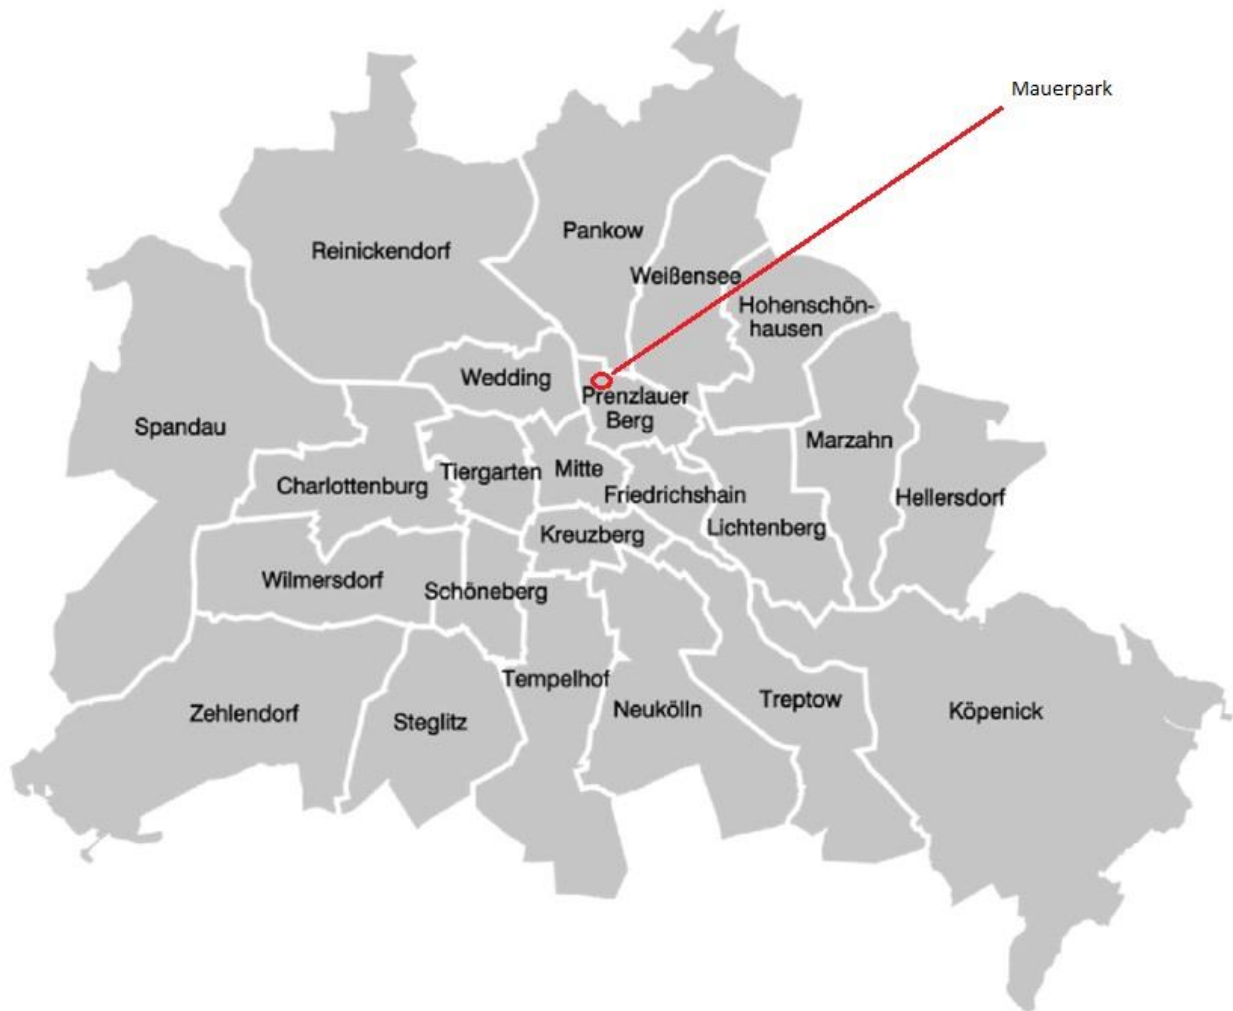 Mauerpark
Pankow
Reinickendorf
Weißensee
Hohenschön-
hausen
Wedding
Prenzlauer
Berg
Spandau
Marzahn
Tiergarten
Mitte
Charlottenburg
Friedrichshain
Hellersdorf
Lichtenberg
Kreuzberg
Wilmersdorf
Schöneberg
Tempelhof
Treptow
Neukölln
Köpenick
Zehlendorf
Steglitz